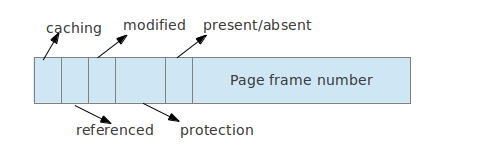 caching
modified
present/absent
Page frame number
referenced
protection